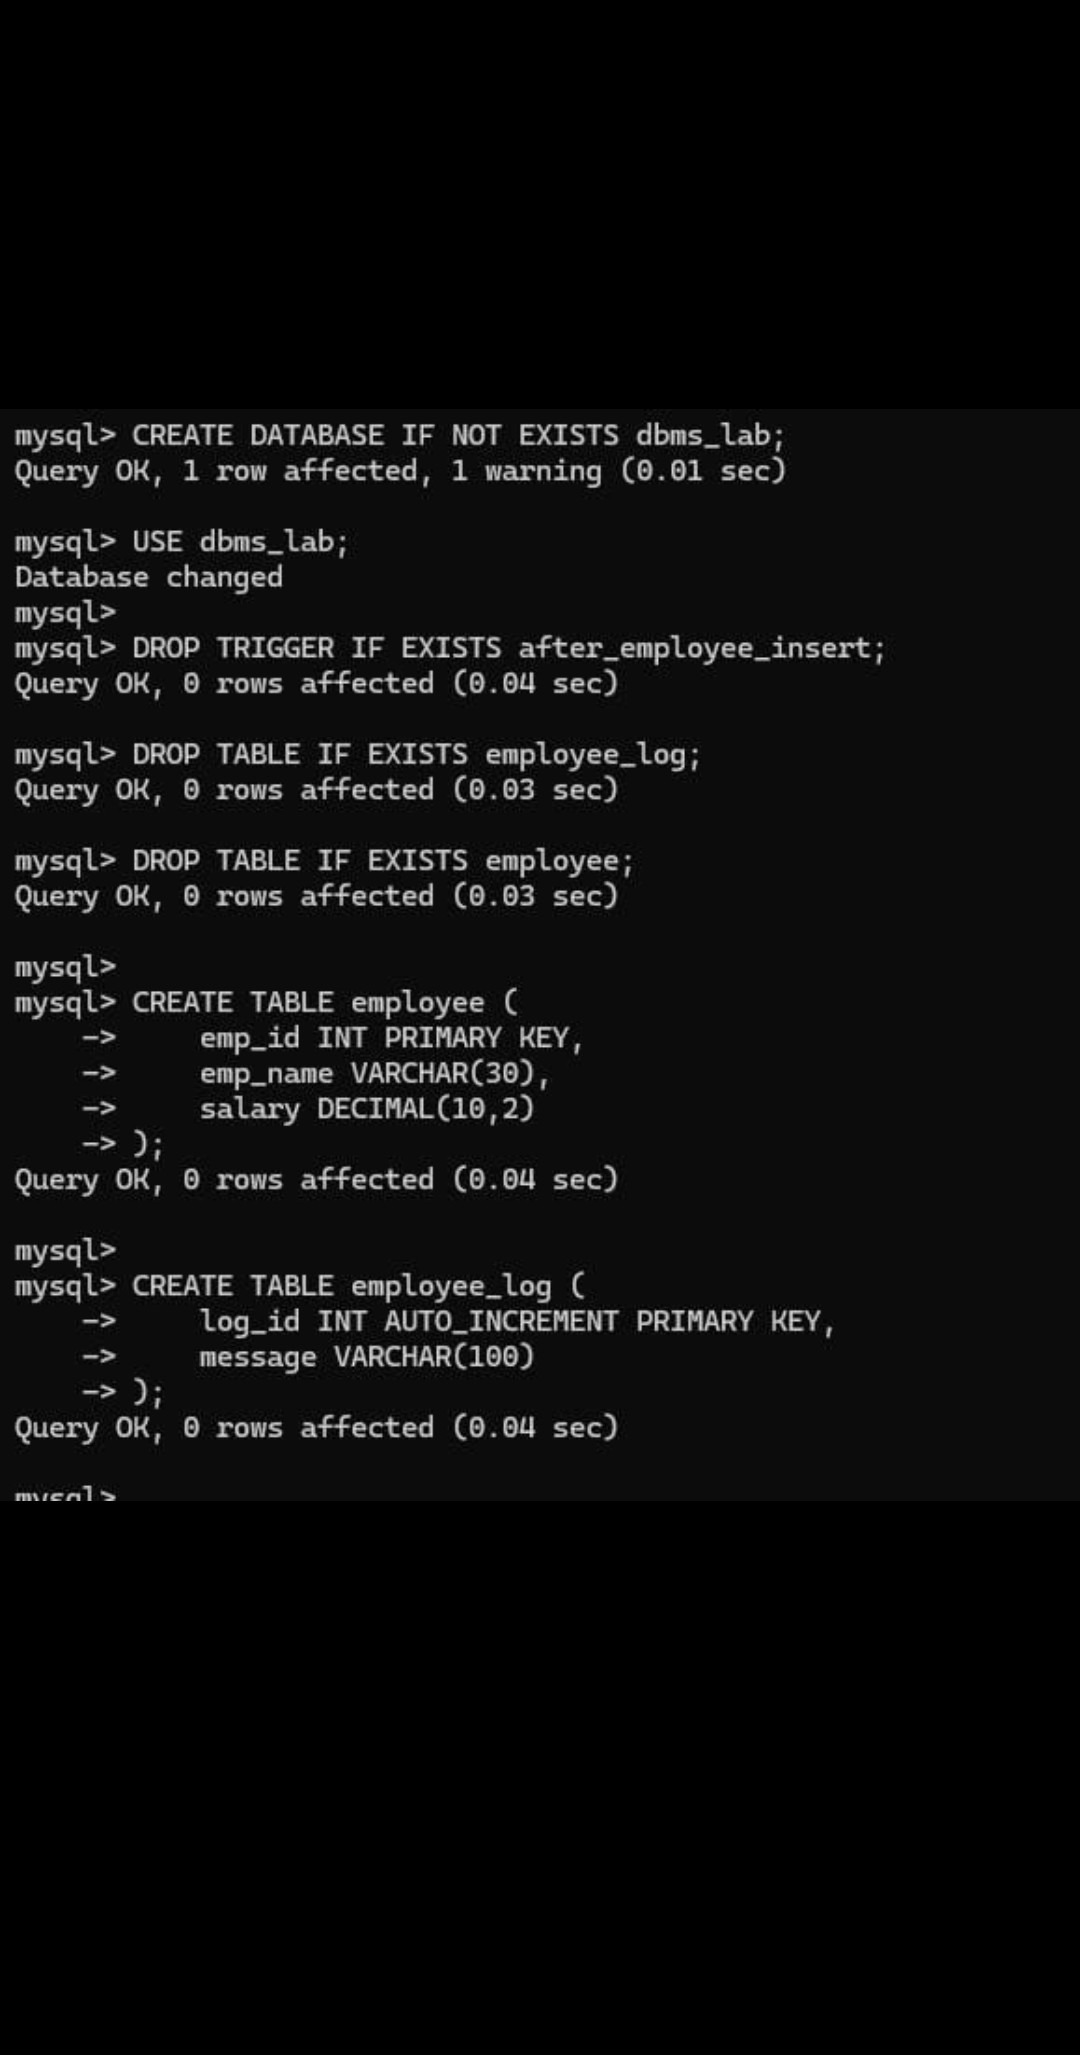 mysql> CREATE DATABASE IF NOT EXISTS dbms_lab;
Query OK, 1 row affected, 1 warning (0.01 sec)
mysql> USE dbms_lab;
Database changed
mysql>
mysql> DROP TRIGGER IF EXISTS after_employee_insert;
Query OK, 0 rows affected (0.04 sec)
mysql> DROP TABLE IF EXISTS employee_log;
Query OK, 0 rows affected (0.03 sec)
mysql> DROP TABLE IF EXISTS employee;
Query OK, 0 rows affected (0.03 sec)
mysql>
mysql> CREATE TABLE employee (
    ->     emp_id INT PRIMARY KEY,
    ->     emp_name VARCHAR(30),
    ->     salary DECIMAL(10,2)
    -> );
Query OK, 0 rows affected (0.04 sec)
mysql>
mysql> CREATE TABLE employee_log (
    ->     log_id INT AUTO_INCREMENT PRIMARY KEY,
    ->     message VARCHAR(100)
    -> );
Query OK, 0 rows affected (0.04 sec)
mysql>